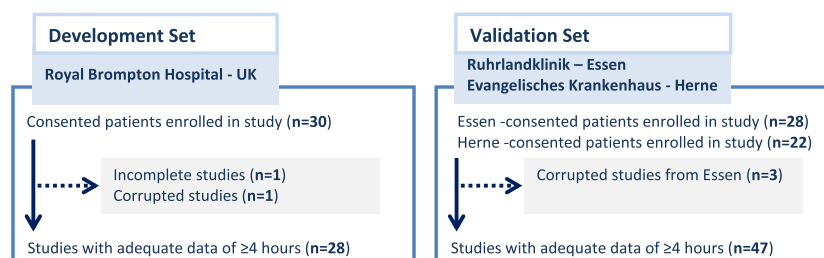 Development Set
Royal Brompton Hospital - UK
Consented patients enrolled in study (n=30)
Incomplete studies (n=1)
Corrupted studies (n=1)
Studies with adequate data of ≥4 hours (n=28)
Validation Set
Ruhrlandklinik – Essen
Evangelisches Krankenhaus - Herne
Essen -consented patients enrolled in study (n=28)
Herne -consented patients enrolled in study (n=22)
Corrupted studies from Essen (n=3)
Studies with adequate data of ≥4 hours (n=47)